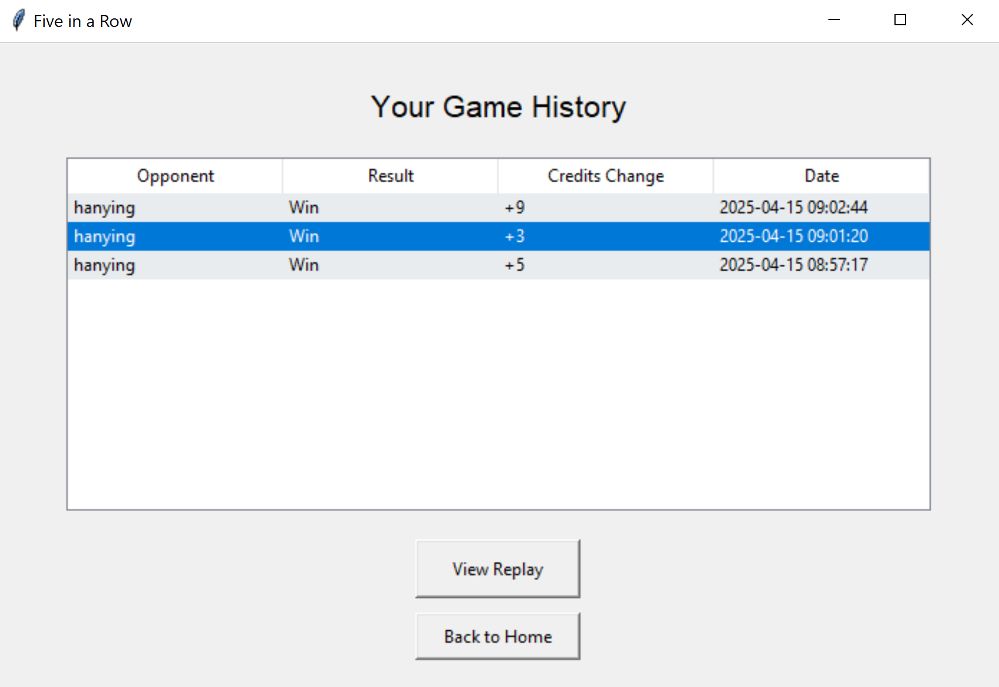 Five in a Row
Your Game History
Opponent Result Credits Change Date
hanying Win +9 2025-04-15 09:02:44
hanying Win +3 2025-04-15 09:01:20
hanying Win +5 2025-04-15 08:57:17
View Replay
Back to Home